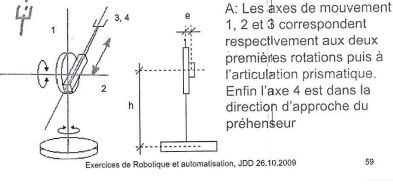 1
3, 4
2
e
h
A: Les axes de mouvement
1, 2 et 3 correspondent
respectivement aux deux
premières rotations puis à
l'articulation prismatique.
Enfin l'axe 4 est dans la
direction d'approche du
préhenseur
Exercices de Robotique et automatisation, JDD 26.10.2009
59